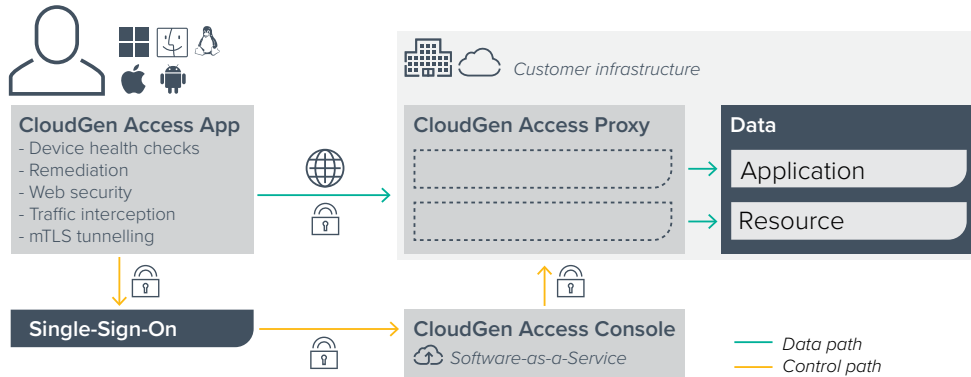 Customer infrastructure
CloudGen Access App
- Device health checks
- Remediation
- Web security
- Traffic interception
- mTLS tunnelling
CloudGen Access Proxy
Data
Application
Resource
Single-Sign-On
CloudGen Access Console
Software-as-a-Service
Data path
Control path